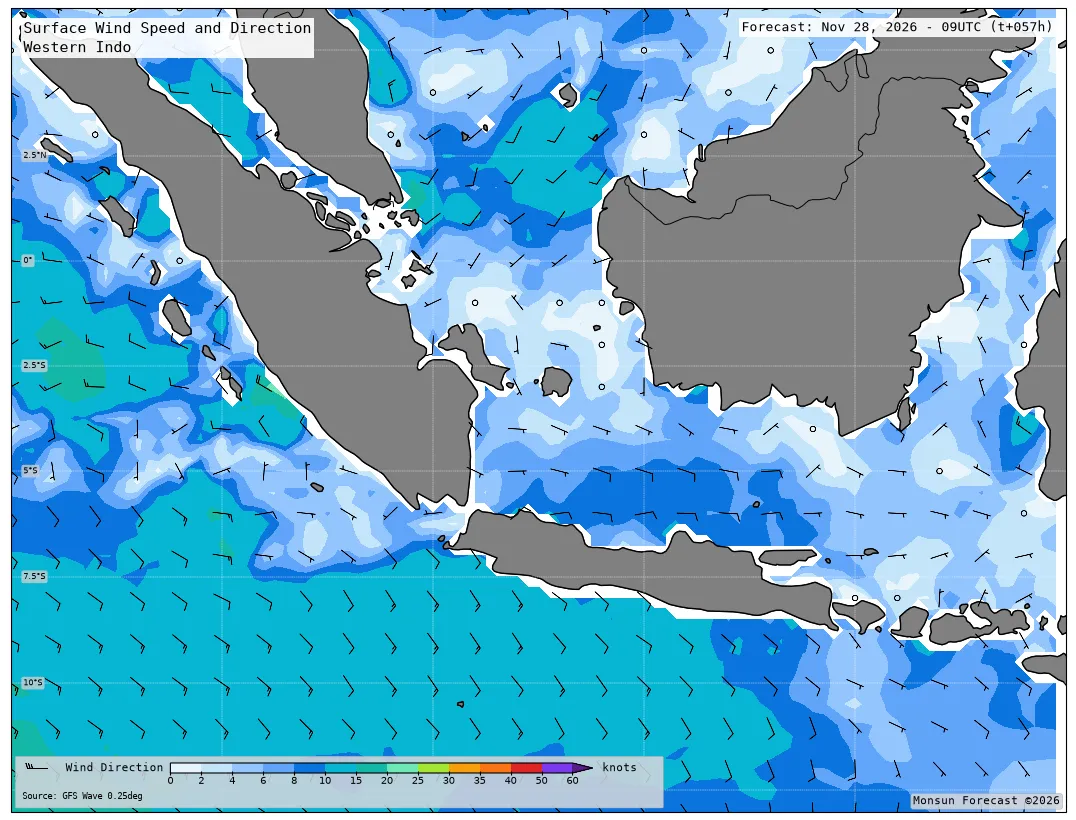 Surface Wind Speed and Direction
Western Indo
Forecast: Nov 28, 2026 - 09UTC (t+057h)
2.5°N
0°
2.5°S
5°S
7.5°S
10°S
Wind Direction
knots
0 2 4 6 8 10 15 20 25 30 35 40 50 60
Source: GFS Wave 0.25deg
Monsun Forecast ©2026